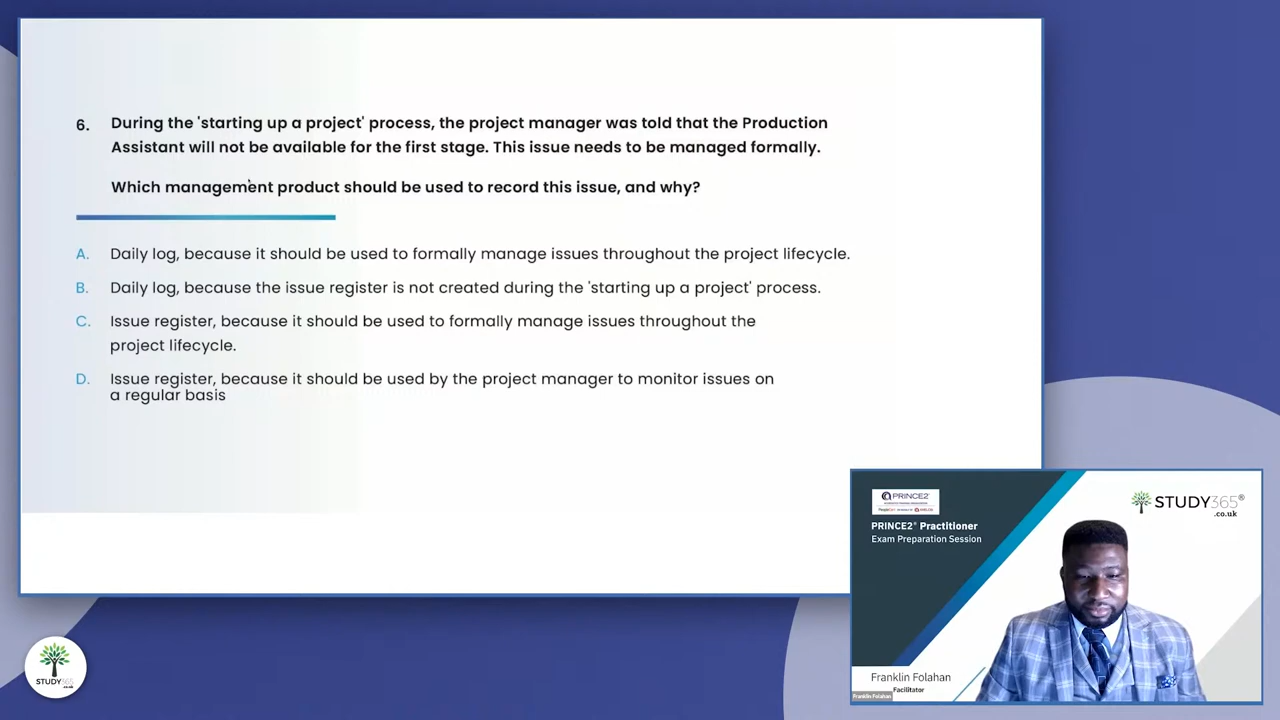 6. During the 'starting up a project' process, the project manager was told that the Production
Assistant will not be available for the first stage. This issue needs to be managed formally.
Which management product should be used to record this issue, and why?
A. Daily log, because it should be used to formally manage issues throughout the project lifecycle.
B. Daily log, because the issue register is not created during the 'starting up a project' process.
C. Issue register, because it should be used to formally manage issues throughout the
project lifecycle.
D. Issue register, because it should be used by the project manager to monitor issues on
a regular basis
PRINCE2®
PRINCE2® Practitioner
Exam Preparation Session
STUDY365®
.co.uk
Franklin Folahan
Facilitator
Franklin Folahan
STUDY365
.co.uk